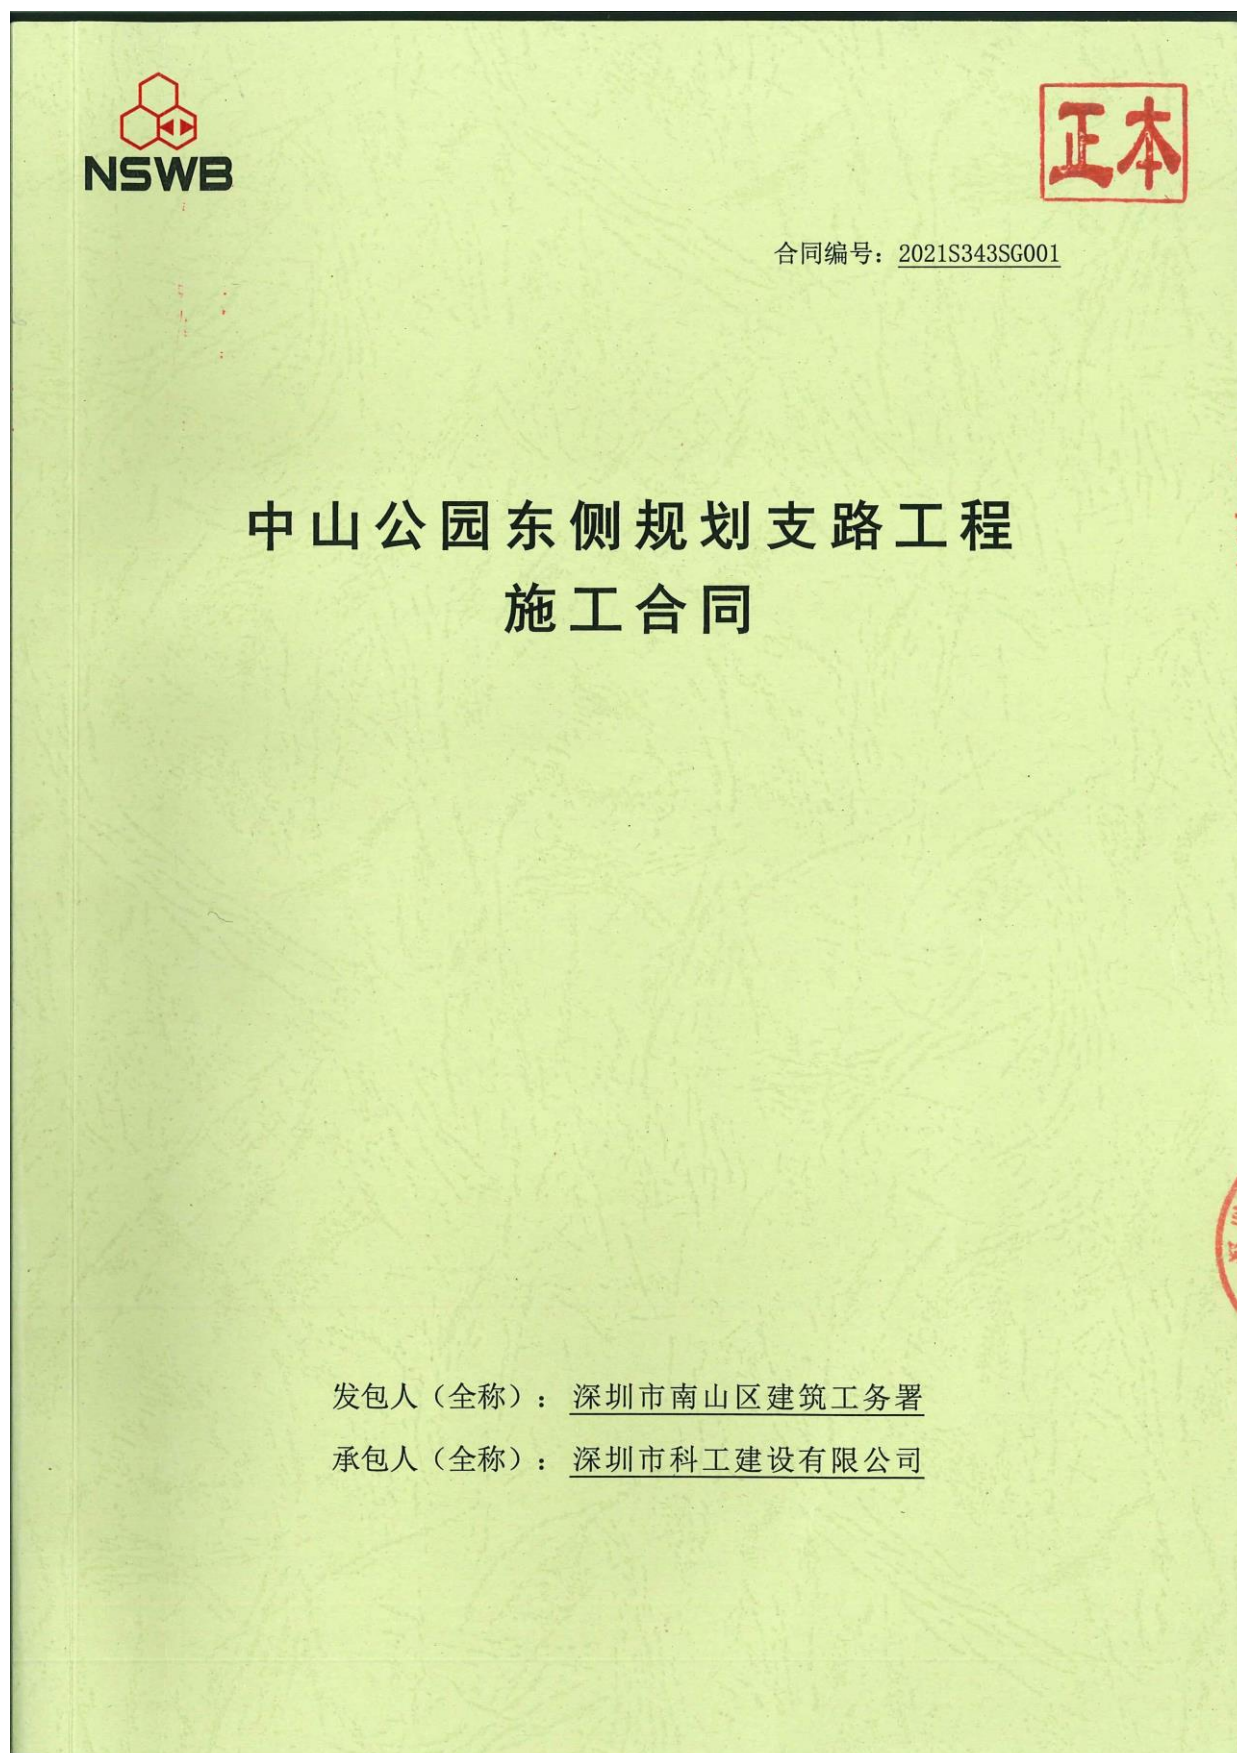 NSWB
正本
合同编号：2021S343SG001
中山公园东侧规划支路工程
施工合同
发包人（全称）：深圳市南山区建筑工务署
承包人（全称）：深圳市科工建设有限公司